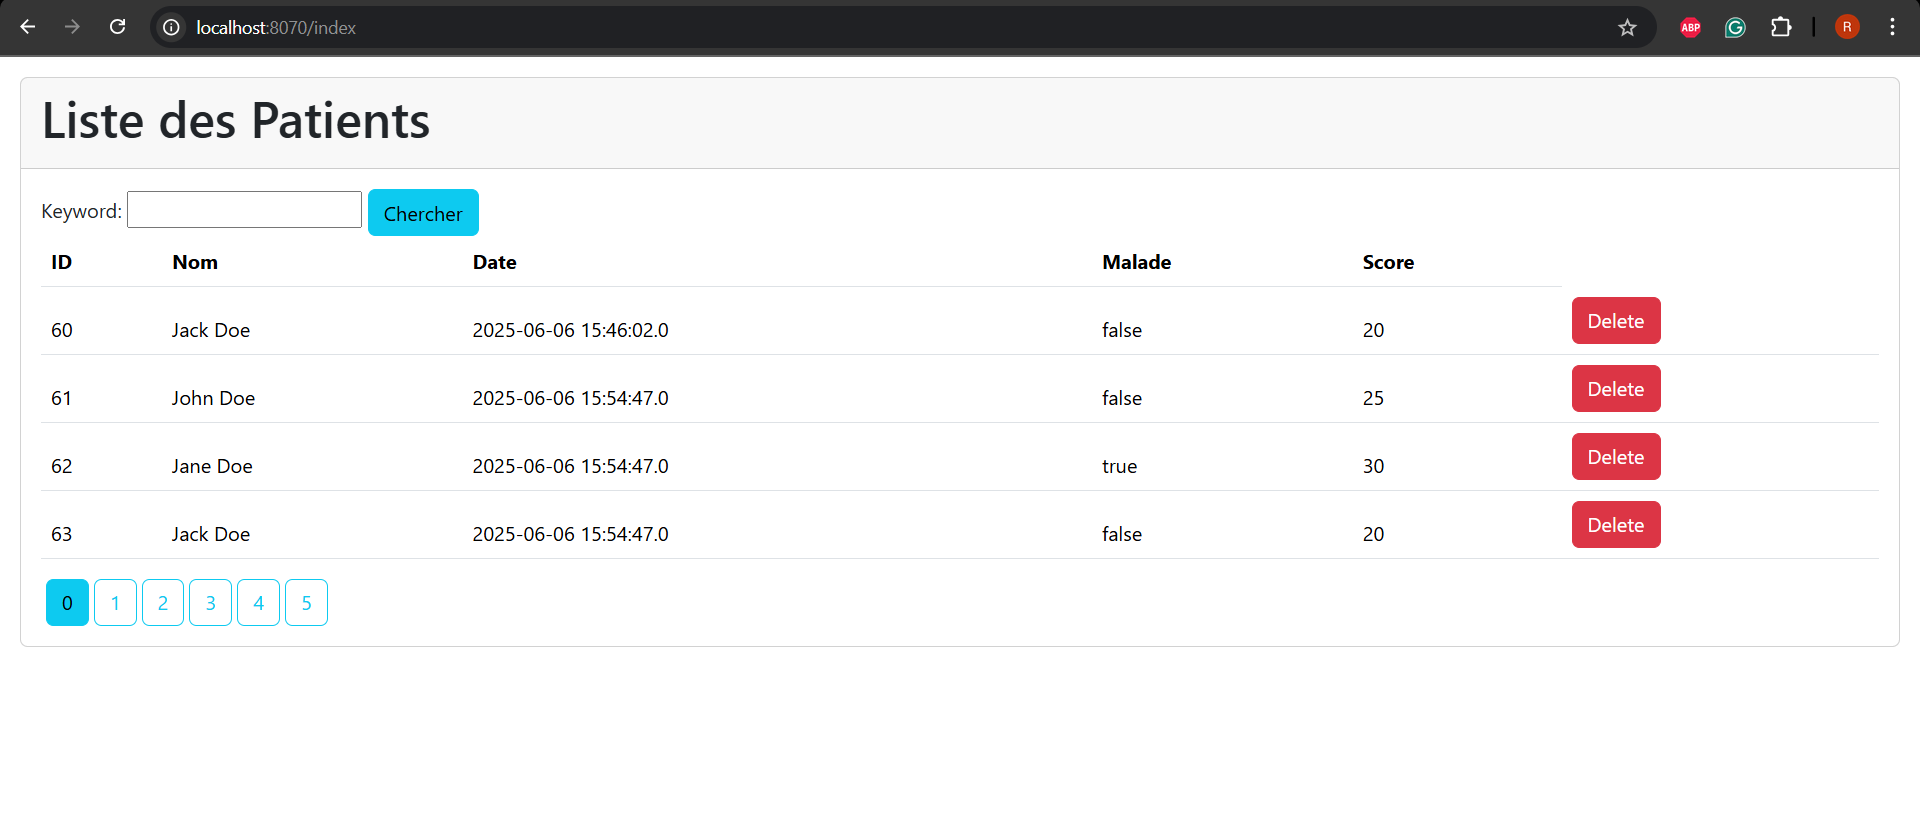 localhost:8070/index
ABP
R
Liste des Patients
Keyword: Chercher
ID Nom Date Malade Score
60 Jack Doe 2025-06-06 15:46:02.0 false 20 Delete
61 John Doe 2025-06-06 15:54:47.0 false 25 Delete
62 Jane Doe 2025-06-06 15:54:47.0 true 30 Delete
63 Jack Doe 2025-06-06 15:54:47.0 false 20 Delete
0 1 2 3 4 5